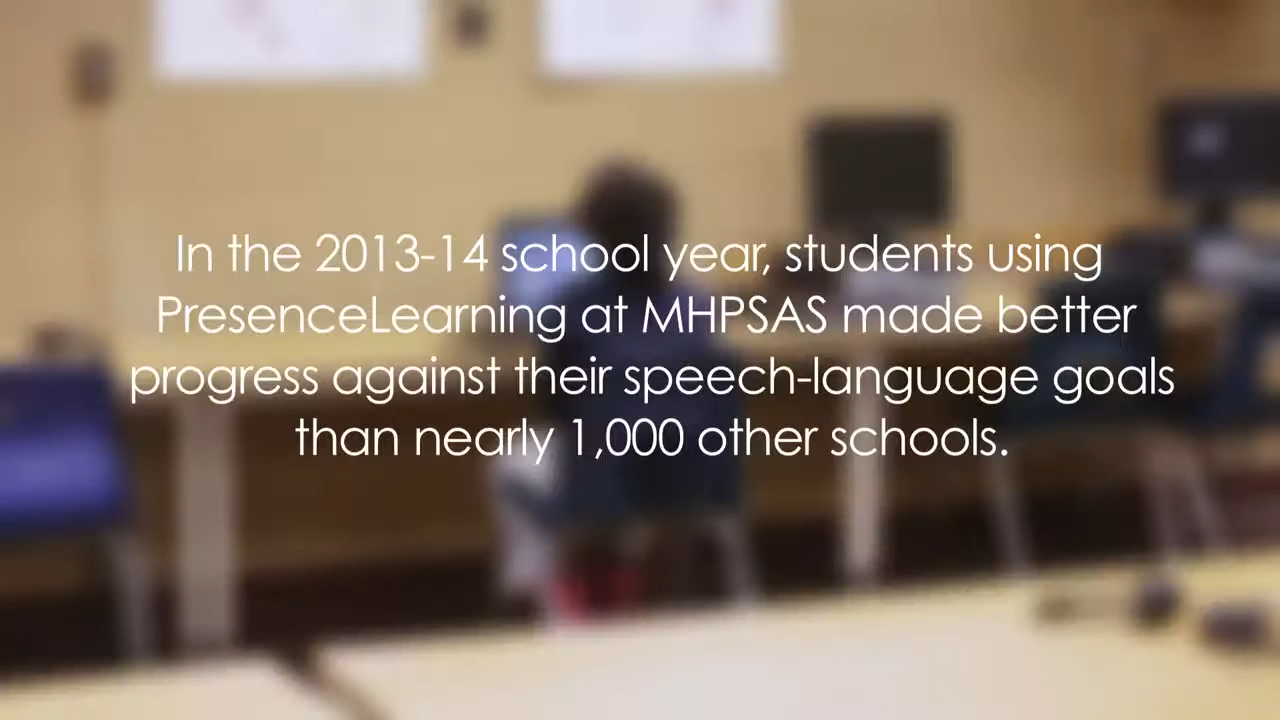 In the 2013-14 school year, students using
PresenceLearning at MHPSAS made better
progress against their speech-language goals
than nearly 1,000 other schools.